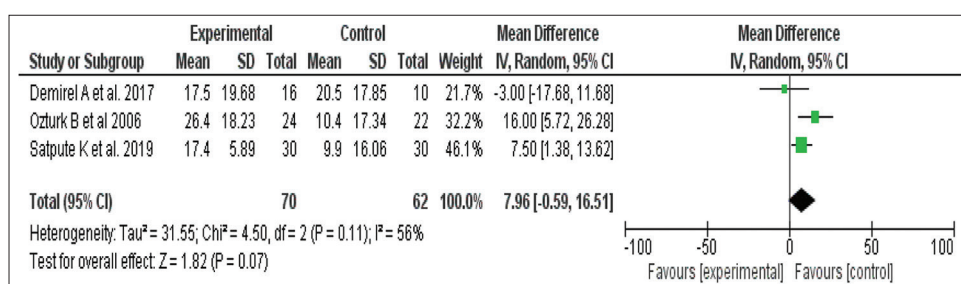 Experimental Control Mean Difference Mean Difference
Study or Subgroup Mean SD Total Mean SD Total Weight IV, Random, 95% CI IV, Random, 95% CI
Demirel A et al. 2017 17.5 19.68 16 20.5 17.85 10 21.7% -3.00 [-17.68, 11.68]
Ozturk B et al 2006 26.4 18.23 24 10.4 17.34 22 32.2% 16.00 [5.72, 26.28]
Satpute K et al. 2019 17.4 5.89 30 9.9 16.06 30 46.1% 7.50 [1.38, 13.62]
Total (95% CI) 70 62 100.0% 7.96 [-0.59, 16.51]
Heterogeneity: Tau² = 31.55; Chi² = 4.50, df = 2 (P = 0.11); I² = 56%
Test for overall effect: Z = 1.82 (P = 0.07)
-100 -50 0 50 100
Favours [experimental] Favours [control]